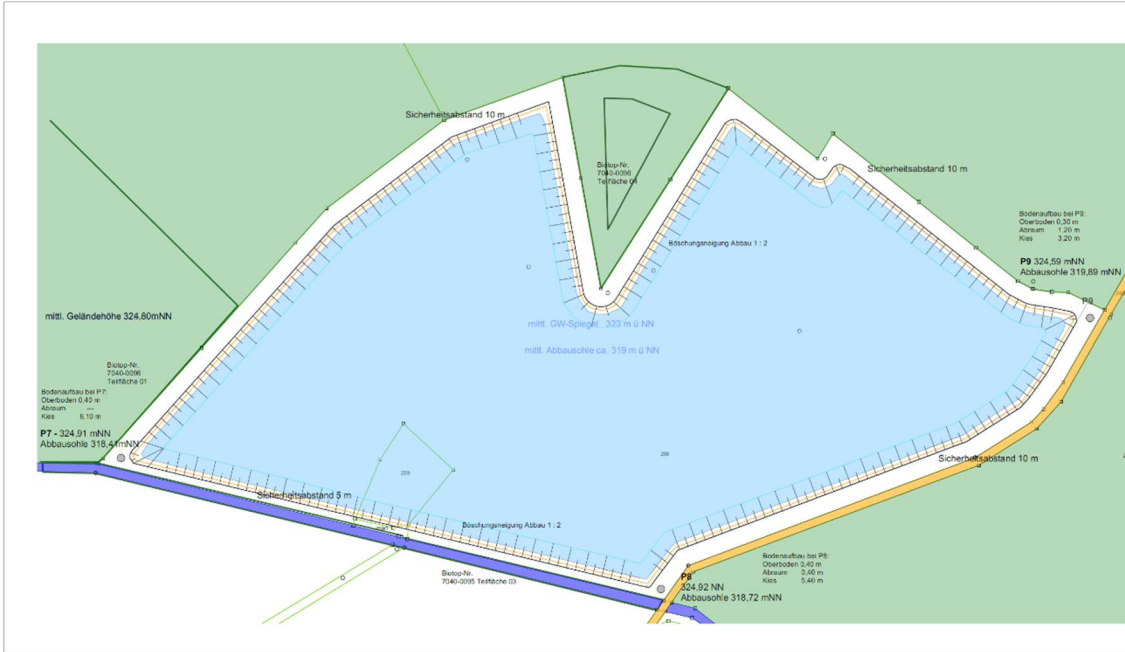 Sicherheitsabstand 10 m
Biotop-Nr.
7040-0096
Teilfläche 04
Sicherheitsabstand 10 m
Bodenaufbau bei P9:
Oberboden 0,30 m
Abraum 1,20 m
Kies 3,20 m
P9 324,59 mNN
Abbausohle 319,89 mNN
P9
Böschungsneigung Abbau 1 : 2
mittl. Geländehöhe 324,80mNN
mittl. GW-Spiegel 323 m ü NN
mittl. Abbausohle ca. 319 m ü NN
Biotop-Nr.
7040-0096
Teilfläche 01
Bodenaufbau bei P7:
Oberboden 0,40 m
Abraum ---
Kies 6,10 m
P7 - 324,91 mNN
Abbausohle 318,41mNN
Sicherheitsabstand 10 m
Sicherheitsabstand 5 m
Böschungsneigung Abbau 1 : 2
Biotop-Nr.
7040-0095 Teilfläche 03
P8
324,92 NN
Abbausohle 318,72 mNN
Bodenaufbau bei P8:
Oberboden 0,40 m
Abraum 0,40 m
Kies 5,40 m